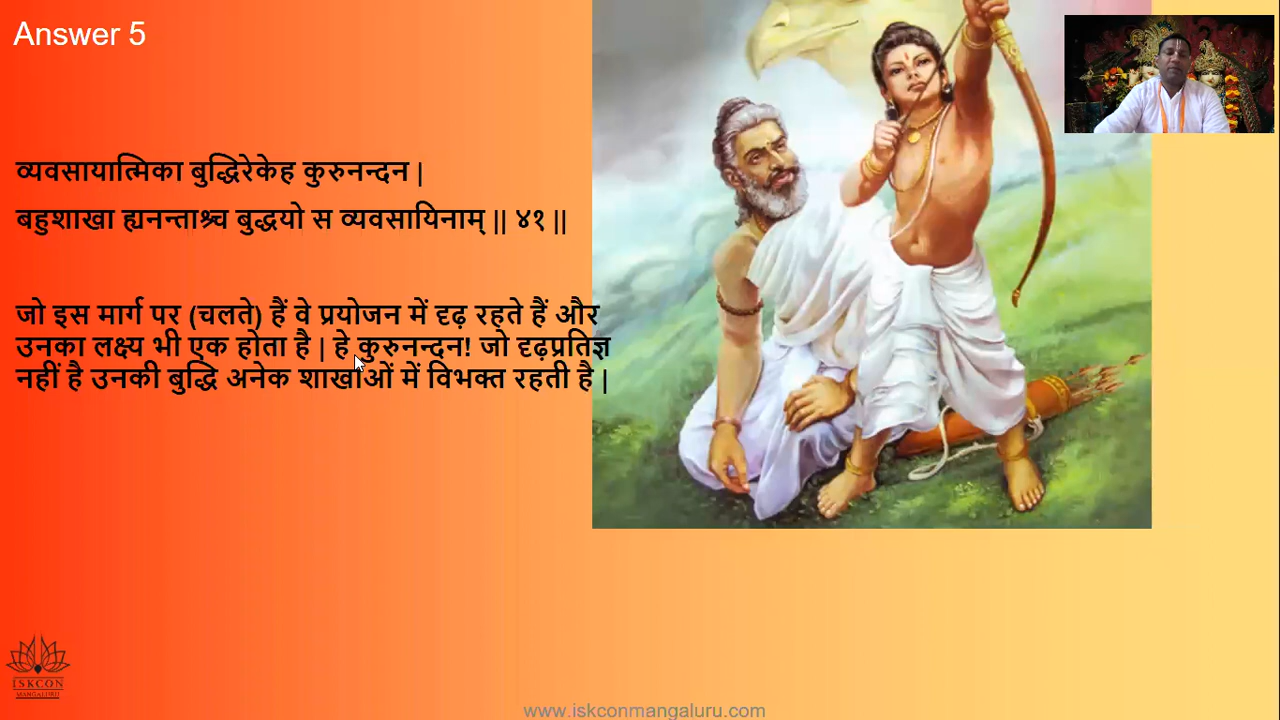 Answer 5
व्यवसायात्मिका बुद्धिरेकेह कुरुनन्दन |
बहुशाखा ह्यनन्ताश्र्च बुद्धयो स व्यवसायिनाम् || ४१ ||
जो इस मार्ग पर (चलते) हैं वे प्रयोजन में दृढ़ रहते हैं और
उनका लक्ष्य भी एक होता है | हे कुरुनन्दन! जो दृढ़प्रतिज्ञ
नहीं है उनकी बुद्धि अनेक शाखाओं में विभक्त रहती है |
ISKCON
MANGALURU
www.iskconmangaluru.com